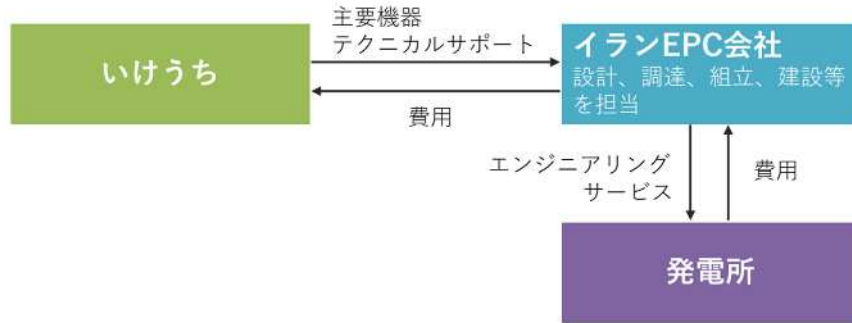 主要機器
テクニカルサポート
いけうち
イランEPC会社
設計、調達、組立、建設等
を担当
費用
エンジニアリング
サービス
費用
発電所